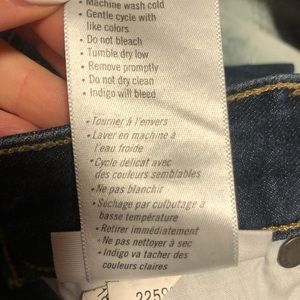 • Machine wash cold
• Gentle cycle with
like colors
• Do not bleach
• Tumble dry low
• Remove promptly
• Do not dry clean
• Indigo will bleed
• Tourner à l'envers
• Laver en machine à
l'eau froide
• Cycle délicat avec
des couleurs semblables
• Ne pas blanchir
• Séchage par culbutage à
basse température
• Retirer immédiatement
• Ne pas nettoyer à sec
• Indigo va tacher des
couleurs claires